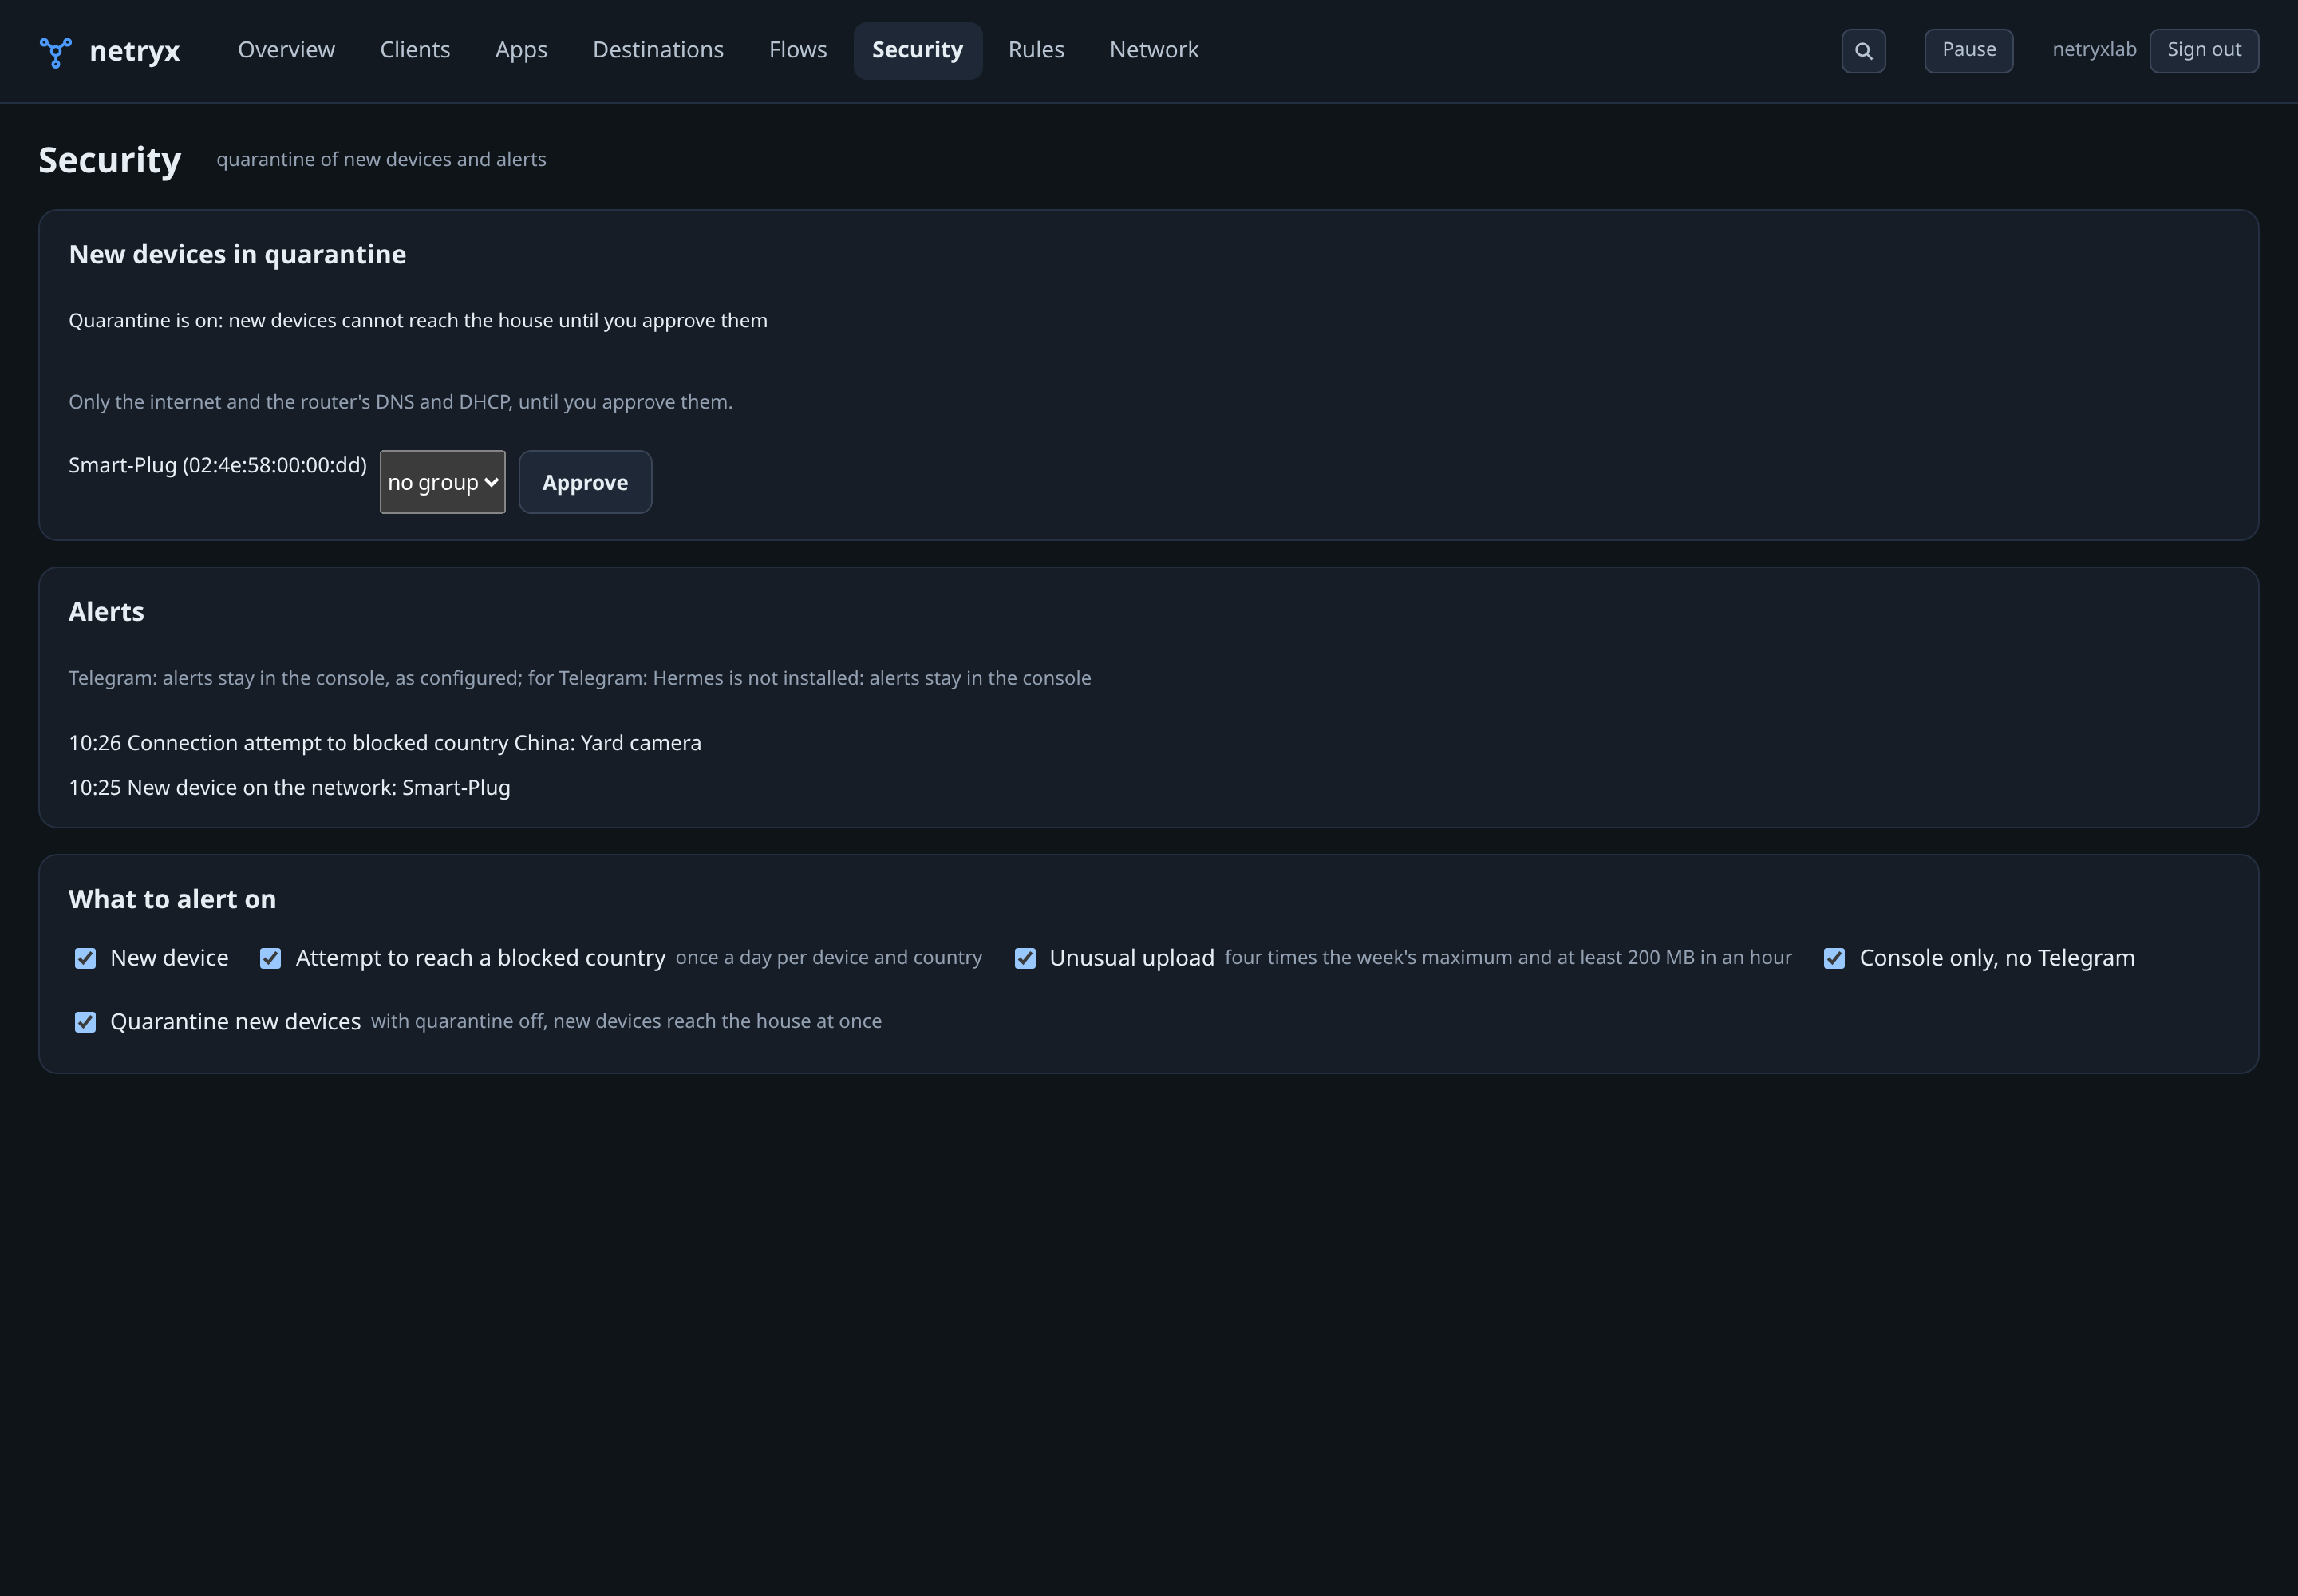 netryx Overview Clients Apps Destinations Flows Security Rules Network Pause netryxlab Sign out
Security quarantine of new devices and alerts
New devices in quarantine
Quarantine is on: new devices cannot reach the house until you approve them
Only the internet and the router's DNS and DHCP, until you approve them.
Smart-Plug (02:4e:58:00:00:dd) no group Approve
Alerts
Telegram: alerts stay in the console, as configured; for Telegram: Hermes is not installed: alerts stay in the console
10:26 Connection attempt to blocked country China: Yard camera
10:25 New device on the network: Smart-Plug
What to alert on
New device Attempt to reach a blocked country once a day per device and country Unusual upload four times the week's maximum and at least 200 MB in an hour Console only, no Telegram
Quarantine new devices with quarantine off, new devices reach the house at once